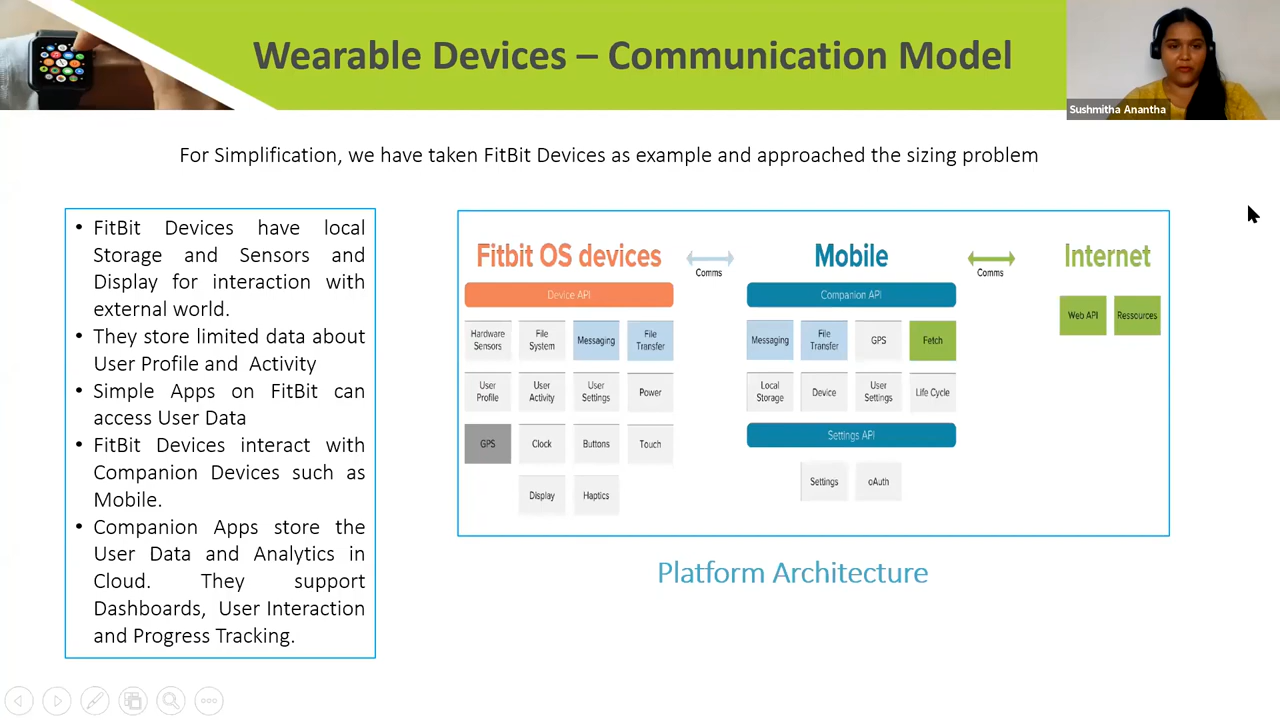 Wearable Devices – Communication Model
Sushmitha Anantha
For Simplification, we have taken FitBit Devices as example and approached the sizing problem
• FitBit Devices have local
Storage and Sensors and
Display for interaction with
external world.
• They store limited data about
User Profile and Activity
• Simple Apps on FitBit can
access User Data
• FitBit Devices interact with
Companion Devices such as
Mobile.
• Companion Apps store the
User Data and Analytics in
Cloud. They support
Dashboards, User Interaction
and Progress Tracking.
Fitbit OS devices
Comms
Mobile
Comms
Internet
Device API
Hardware Sensors
File System
Messaging
File Transfer
User Profile
User Activity
User Settings
Power
GPS
Clock
Buttons
Touch
Display
Haptics
Companion API
Messaging
File Transfer
GPS
Fetch
Local Storage
Device
User Settings
Life Cycle
Settings API
Settings
oAuth
Web API
Ressources
Platform Architecture